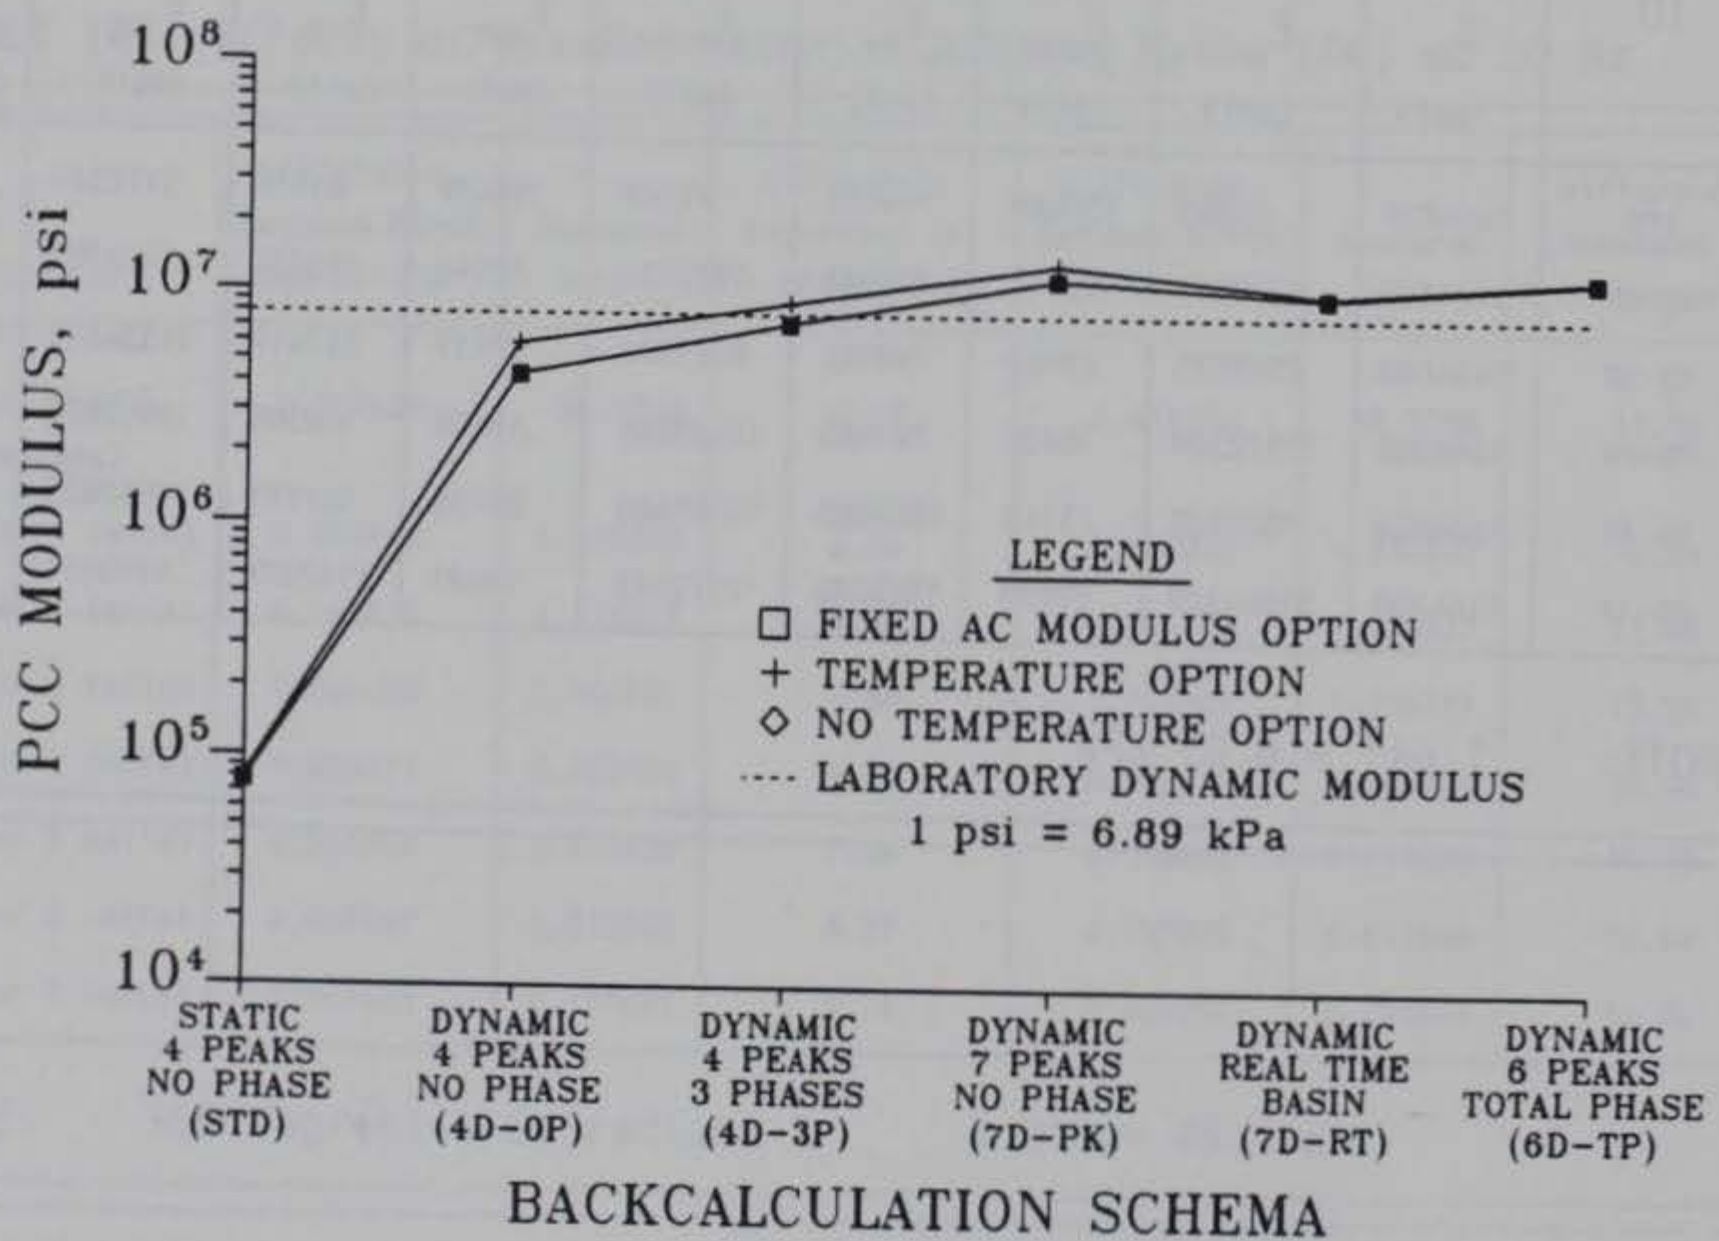 10⁸
10⁷
10⁶
10⁵
10⁴
PCC MODULUS, psi
LEGEND
□ FIXED AC MODULUS OPTION
+ TEMPERATURE OPTION
◇ NO TEMPERATURE OPTION
---- LABORATORY DYNAMIC MODULUS
1 psi = 6.89 kPa
STATIC
4 PEAKS
NO PHASE
(STD)
DYNAMIC
4 PEAKS
NO PHASE
(4D-0P)
DYNAMIC
4 PEAKS
3 PHASES
(4D-3P)
DYNAMIC
7 PEAKS
NO PHASE
(7D-PK)
DYNAMIC
REAL TIME
BASIN
(7D-RT)
DYNAMIC
6 PEAKS
TOTAL PHASE
(6D-TP)
BACKCALCULATION SCHEMA